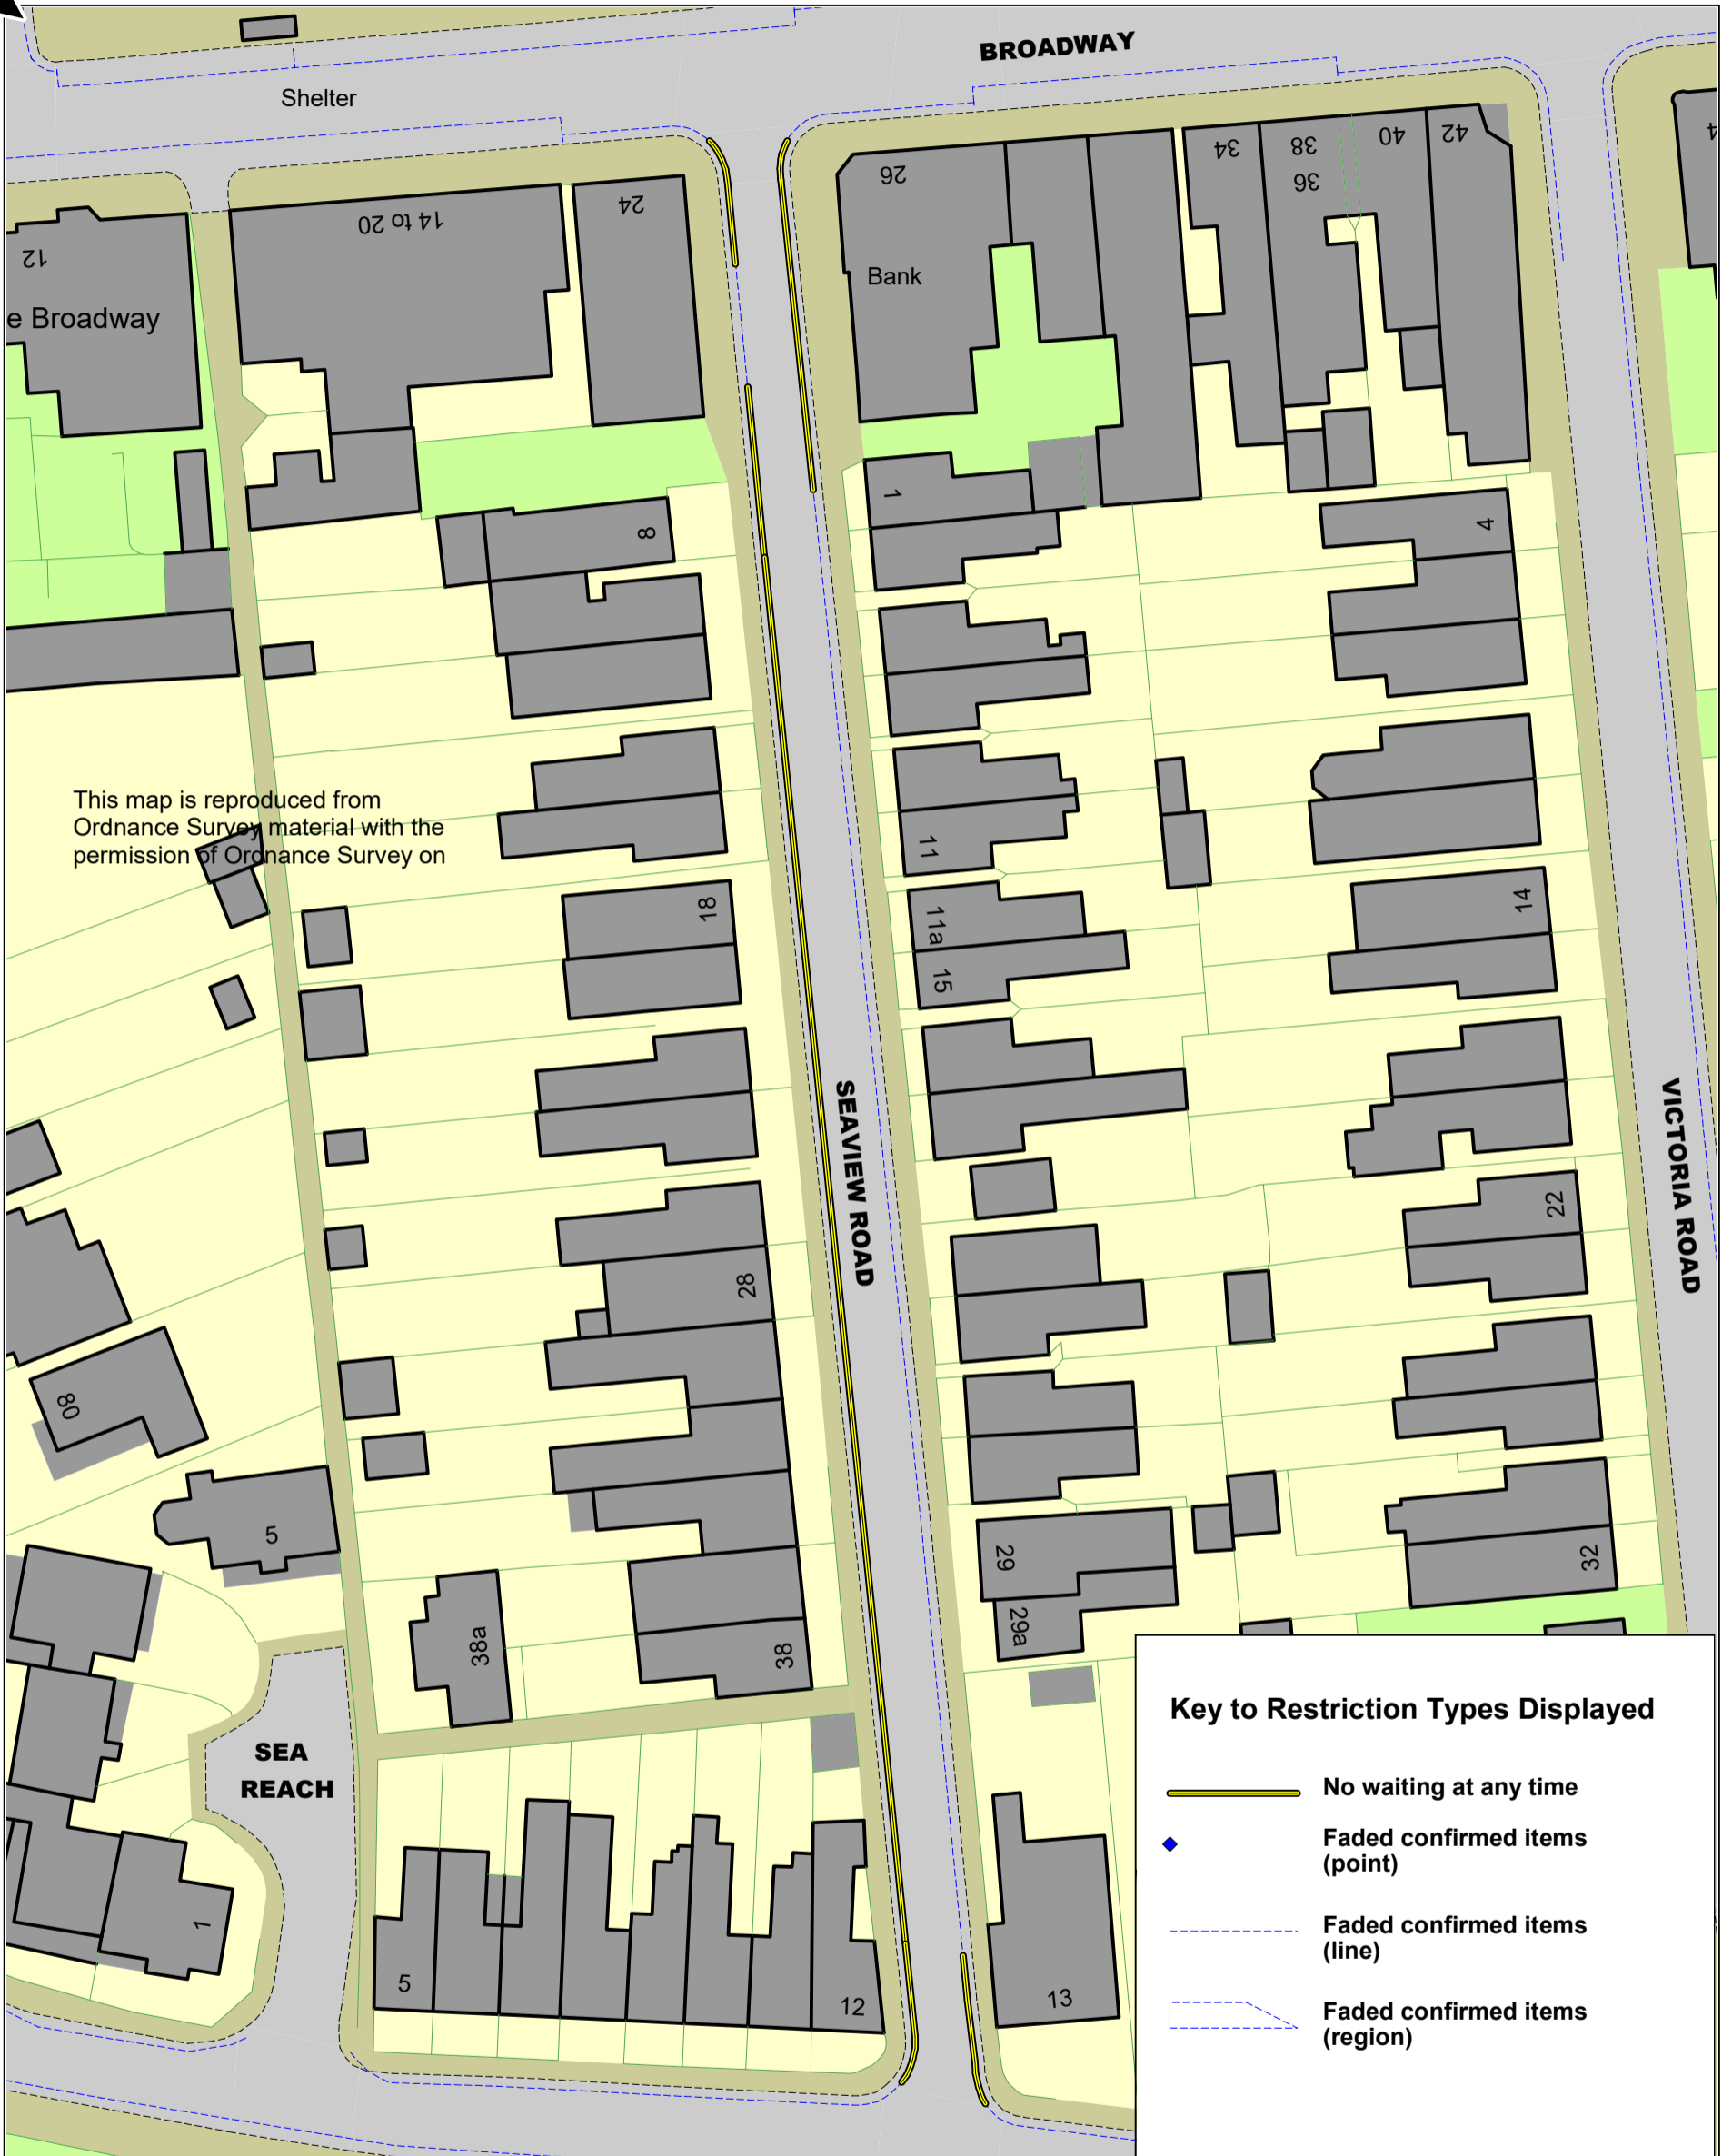 BROADWAY
Shelter
26
34
38
36
40
42
4
24
14 to 20
12
e Broadway
Bank
1
4
8
This map is reproduced from
Ordnance Survey material with the
permission of Ordnance Survey on
11
11a
15
18
14
SEAVIEW ROAD
VICTORIA ROAD
22
28
80
5
29
29a
32
38a
38
SEA
REACH
1
5
12
13
Key to Restriction Types Displayed
No waiting at any time
Faded confirmed items
(point)
Faded confirmed items
(line)
Faded confirmed items
(region)